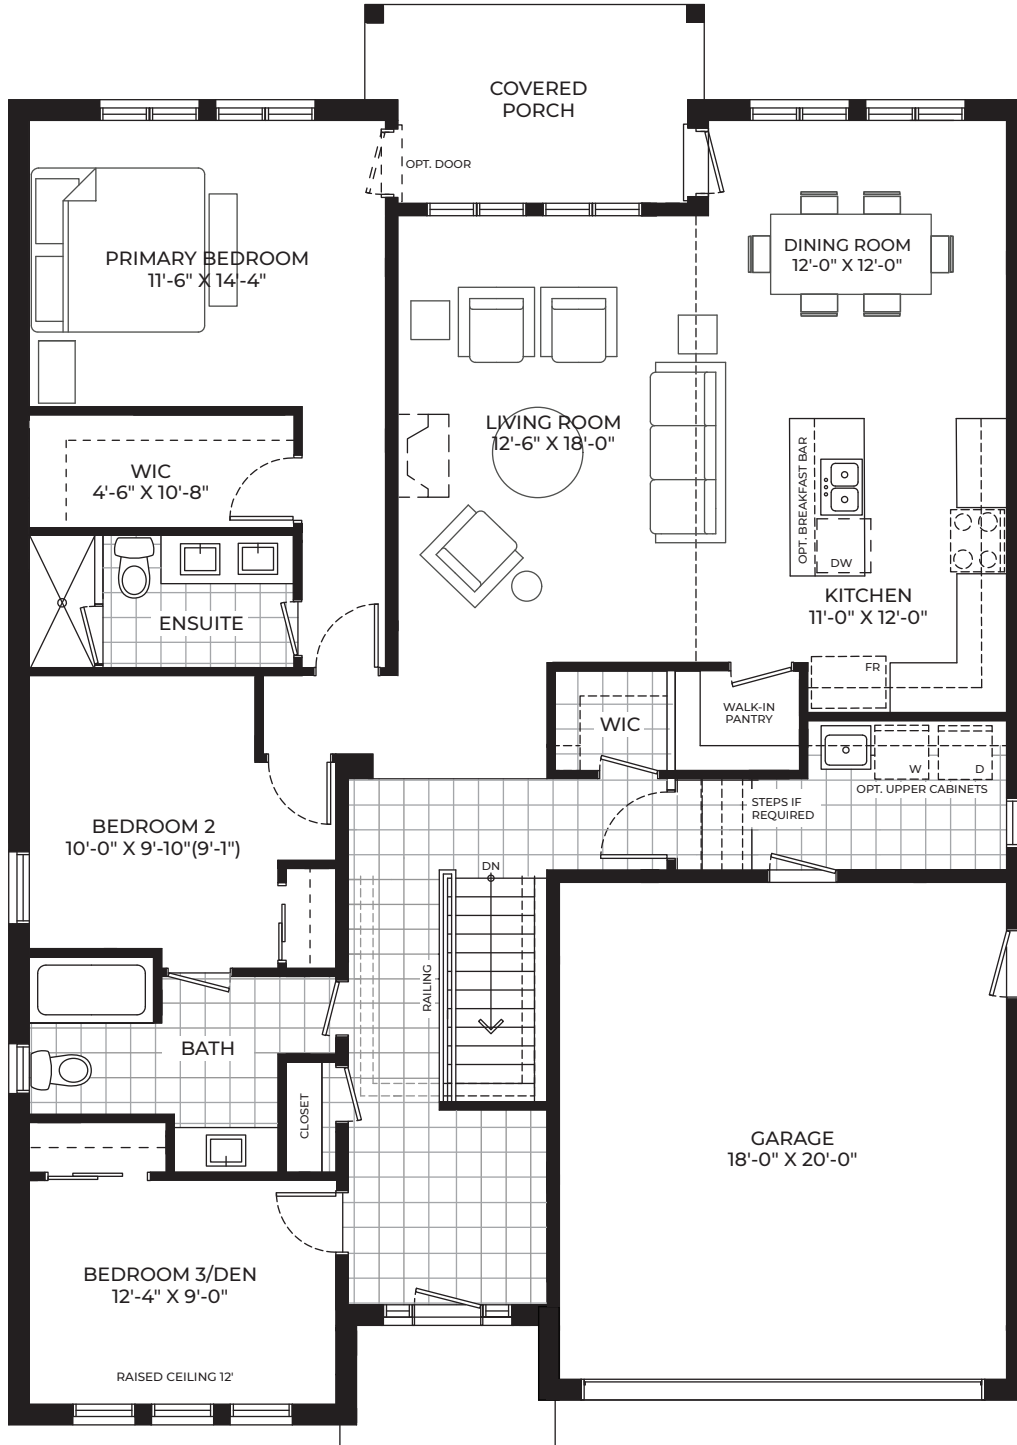 COVERED
PORCH
OPT. DOOR
PRIMARY BEDROOM
11'-6" X 14'-4"
DINING ROOM
12'-0" X 12'-0"
LIVING ROOM
12'-6" X 18'-0"
WIC
4'-6" X 10'-8"
OPT. BREAKFAST BAR
DW
KITCHEN
11'-0" X 12'-0"
ENSUITE
FR
WIC
WALK-IN
PANTRY
W
D
OPT. UPPER CABINETS
STEPS IF
REQUIRED
BEDROOM 2
10'-0" X 9'-10"(9'-1")
DN
RAILING
BATH
CLOSET
GARAGE
18'-0" X 20'-0"
BEDROOM 3/DEN
12'-4" X 9'-0"
RAISED CEILING 12'